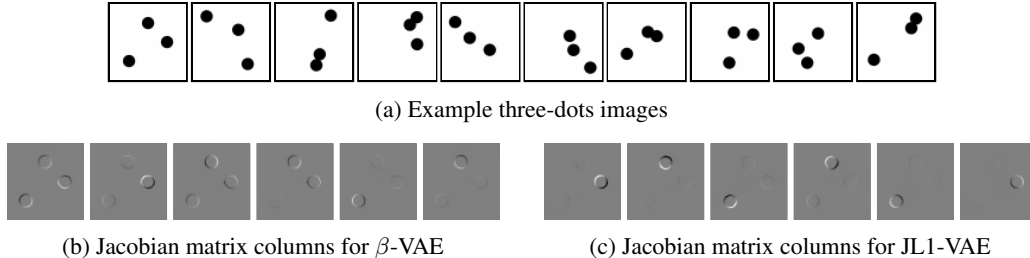 (a) Example three-dots images
(b) Jacobian matrix columns for β-VAE
(c) Jacobian matrix columns for JL1-VAE